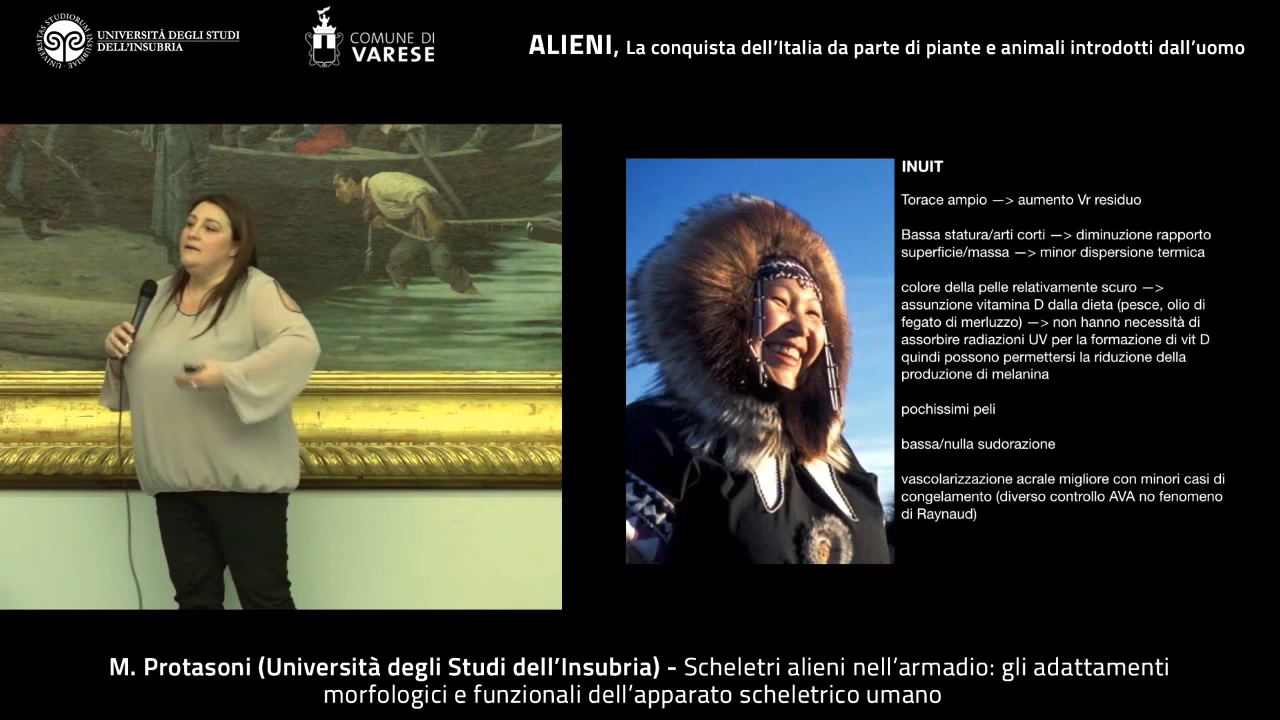 UNIVERSITÀ DEGLI STUDI
DELL'INSUBRIA
COMUNE DI
VARESE
ALIENI, La conquista dell'Italia da parte di piante e animali introdotti dall'uomo
INUIT
Torace ampio —> aumento Vr residuo
Bassa statura/arti corti —> diminuzione rapporto
superficie/massa —> minor dispersione termica
colore della pelle relativamente scuro —>
assunzione vitamina D dalla dieta (pesce, olio di
fegato di merluzzo) —> non hanno necessità di
assorbire radiazioni UV per la formazione di vit D
quindi possono permettersi la riduzione della
produzione di melanina
pochissimi peli
bassa/nulla sudorazione
vascolarizzazione acrale migliore con minori casi di
congelamento (diverso controllo AVA no fenomeno
di Raynaud)
M. Protasoni (Università degli Studi dell'Insubria) - Scheletri alieni nell'armadio: gli adattamenti
morfologici e funzionali dell'apparato scheletrico umano